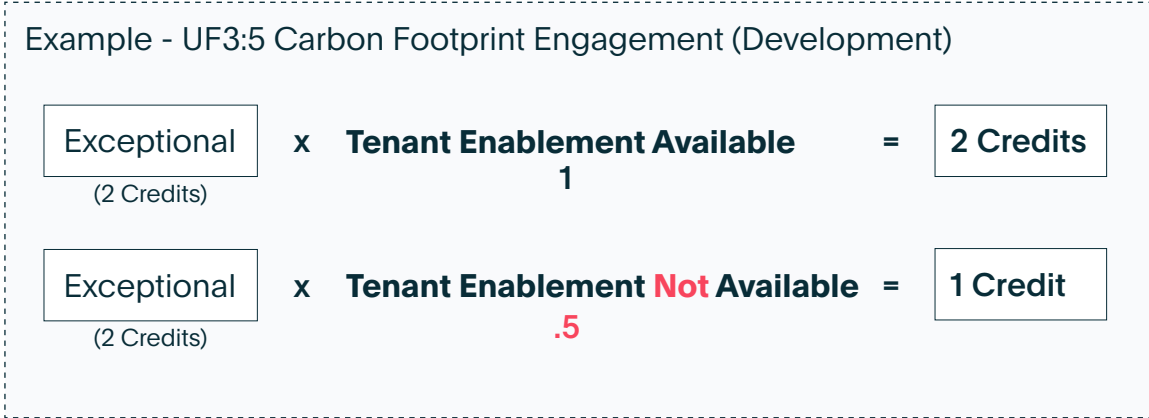 Example - UF3:5 Carbon Footprint Engagement (Development)
Exceptional x Tenant Enablement Available = 2 Credits
(2 Credits) 1
Exceptional x Tenant Enablement Not Available = 1 Credit
(2 Credits) .5